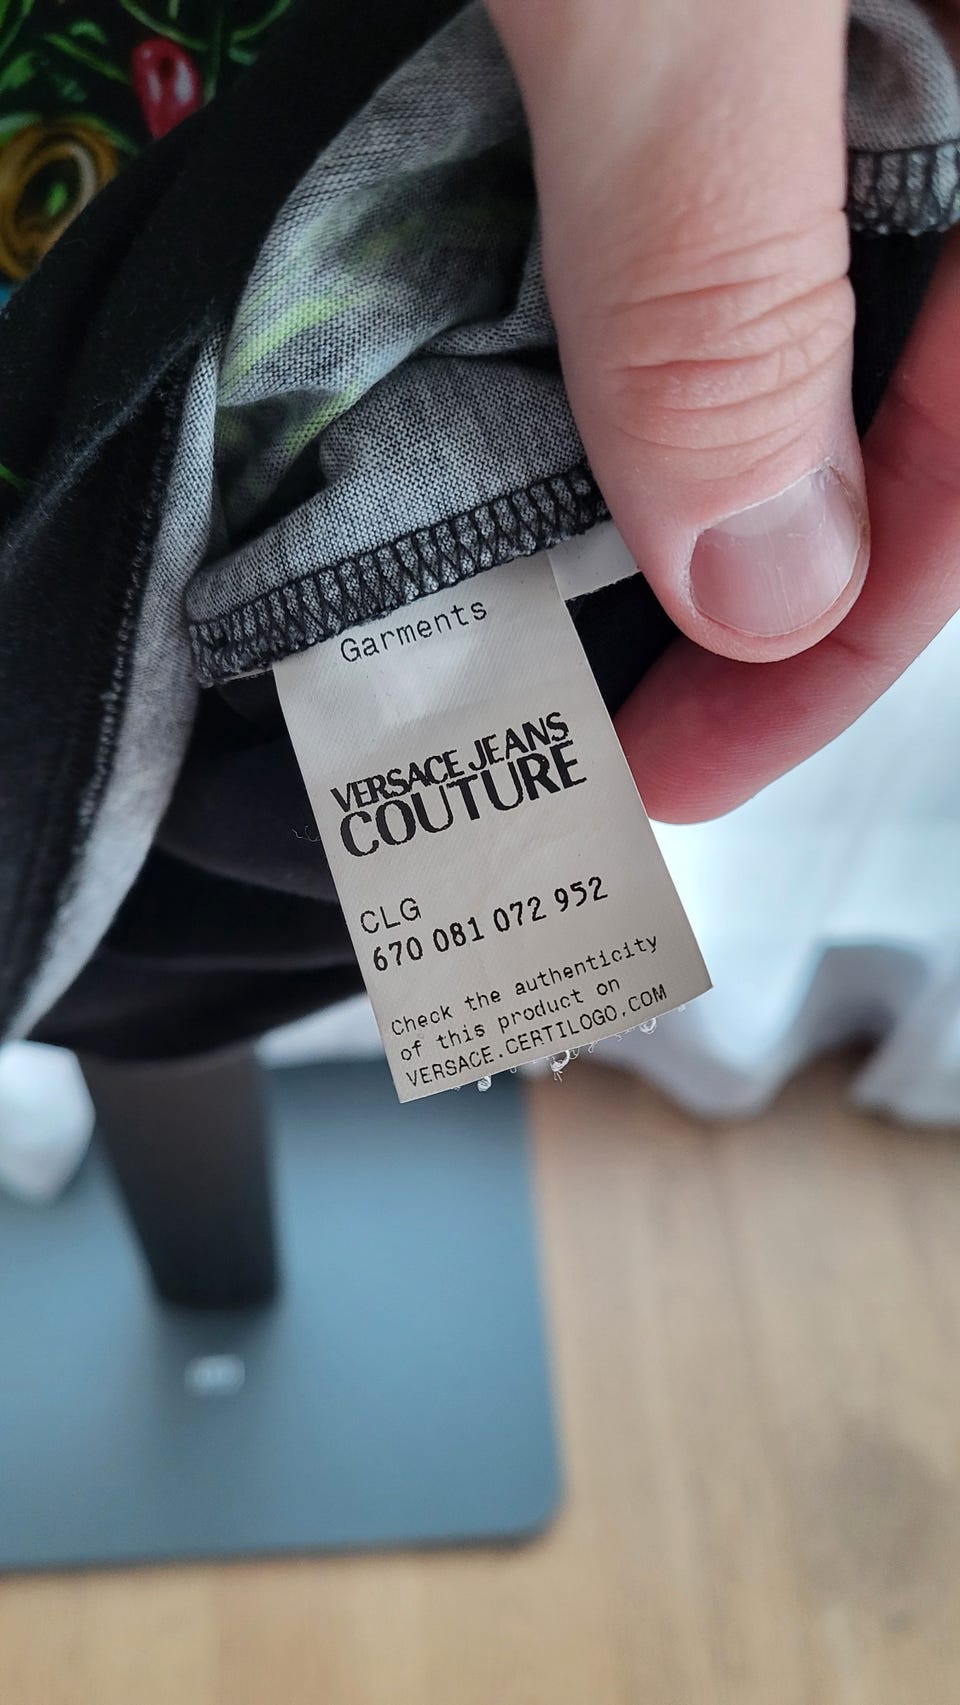 Garments
VERSACE JEANS
COUTURE
CLG
670 081 072 952
Check the authenticity
of this product on
VERSACE.CERTILOGO.COM